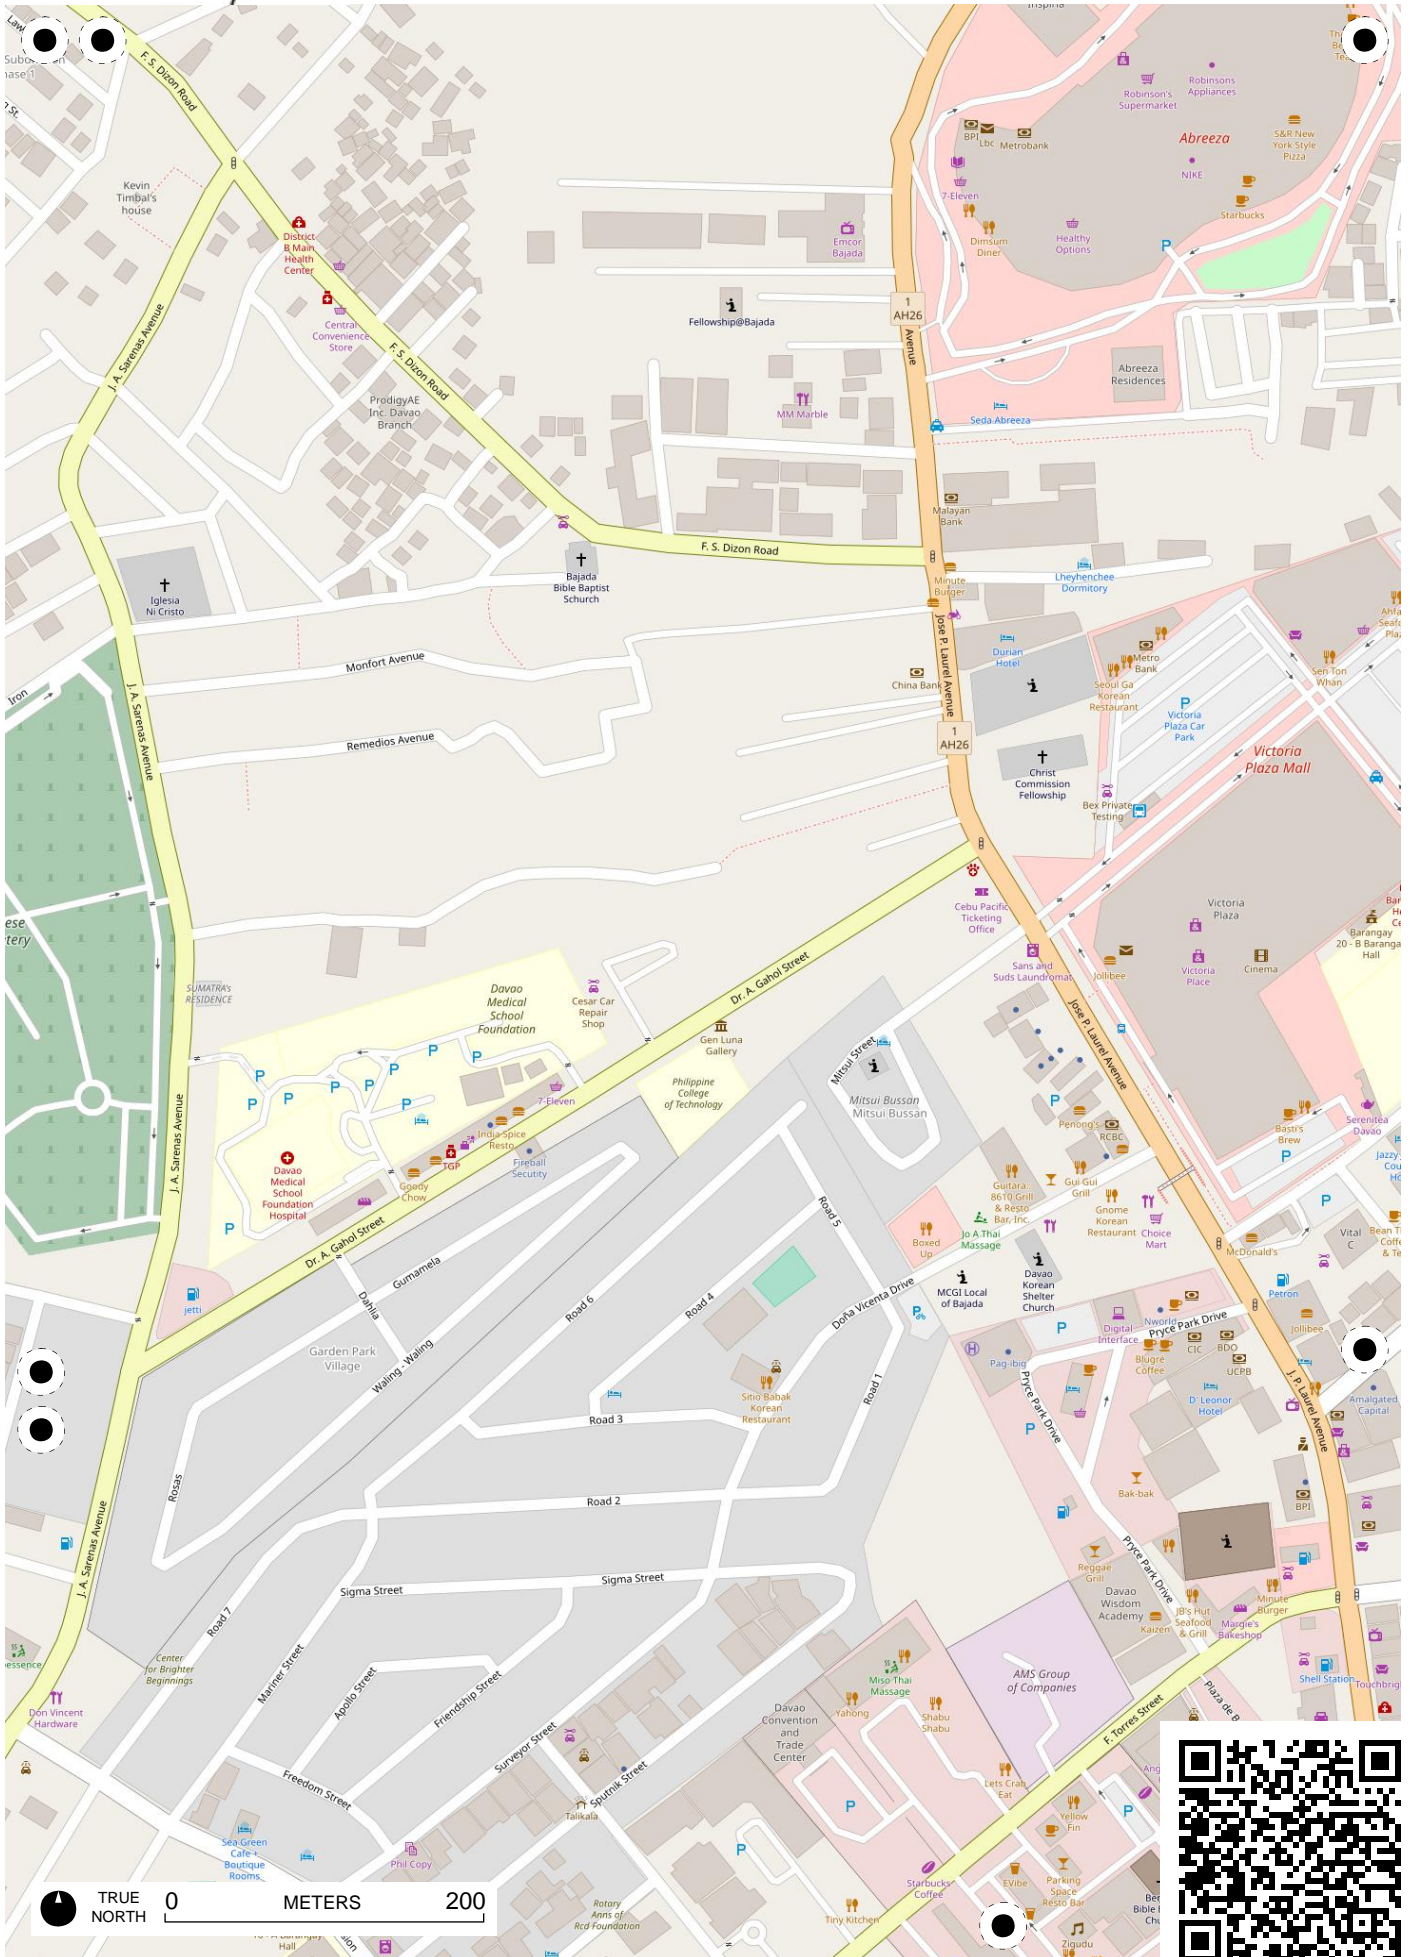 F. S. Dizon Road
Kevin
Timbal's
house
District
B Main
Health
Center
Central
Convenience
Store
F. S. Dizon Road
J. A. Sarenas Avenue
ProdigyAE
Inc. Davao
Branch
Emcor
Bajada
Fellowship@Bajada
MM Marble
1
AH26
Avenue
Inspiria
Robinson's
Supermarket
Robinsons
Appliances
Abreeza
BPI
Lbc
Metrobank
S&R New
York Style
Pizza
NIKE
7-Eleven
Starbucks
Dimsum
Diner
Healthy
Options
P
Abreeza
Residences
Seda Abreeza
Malayan
Bank
F. S. Dizon Road
Bajada
Bible Baptist
Schurch
Iglesia
Ni Cristo
Minute
Burger
Lheyhenchee
Dormitory
Jose P. Laurel Avenue
Durian
Hotel
Metro
Bank
Seoul Ga
Korean
Restaurant
China Bank
Sen Ton
Whan
P
Victoria
Plaza Car
Park
Victoria
Plaza Mall
1
AH26
Christ
Commission
Fellowship
Bex Private
Testing
Monfort Avenue
Remedios Avenue
Iron
J. A. Sarenas Avenue
Cebu Pacific
Ticketing
Office
Victoria
Plaza
Barangay
20 - B Baranga
Hall
Sans and
Suds Laundromat
Jollibee
Victoria
Place
Cinema
Jose P. Laurel Avenue
SUMATRA's
RESIDENCE
Davao
Medical
School
Foundation
Cesar Car
Repair
Shop
Dr. A. Gahol Street
Gen Luna
Gallery
Philippine
College
of Technology
Mitsui Street
Mitsui Bussan
Mitsui Bussan
7-Eleven
India Spice
Resto
TGP
Fireball
Secutity
Goody
Chow
Davao
Medical
School
Foundation
Hospital
J. A. Sarenas Avenue
Dr. A. Gahol Street
Penong's
RCBC
Basti's
Brew
Serenitea
Davao
Guitara..
8610 Grill
& Resto
Bar, Inc.
Gui Gui
Grill
Gnome
Korean
Restaurant
Choice
Mart
Jo A Thai
Massage
Boxed
Up
MCGI Local
of Bajada
Davao
Korean
Shelter
Church
McDonald's
Vital
C
Petron
Jollibee
jetti
Gumamela
Dahlia
Waling - Waling
Garden Park
Village
Rosas
Road 6
Road 4
Road 5
Doña Vicenta Drive
Road 1
Road 3
Road 2
Sitio Babak
Korean
Restaurant
Pag-ibig
Digital
Interface
Nworld
Pryce Park Drive
Blugre
Coffee
CIC
BDO
UCPB
D' Leonor
Hotel
Amalgated
Capital
J. P. Laurel Avenue
Pryce Park Drive
Bak-bak
BPI
Reggae
Grill
Pryce Park Drive
Davao
Wisdom
Academy
Kaizen
JB's Hut
Seafood
& Grill
Margie's
Bakeshop
Minute
Burger
Shell Station
J. A. Sarenas Avenue
Road 7
Sigma Street
Sigma Street
Mariner Street
Apollo Street
Friendship Street
Surveyor Street
Sputnik Street
Freedom Street
Center
for Brighter
Beginnings
Don Vincent
Hardware
Miso Thai
Massage
Yahong
Shabu
Shabu
AMS Group
of Companies
Davao
Convention
and
Trade
Center
F. Torres Street
Plaza de B
Lets Crab
Eat
Yellow
Fin
Talikala
Sea Green
Cafe +
Boutique
Rooms
Phil Copy
Starbucks
Coffee
EVibe
Parking
Space
Resto Bar
Rotary
Anns of
Rcd Foundation
Tiny Kitchen
Zigudu
TRUE
NORTH
0
METERS
200